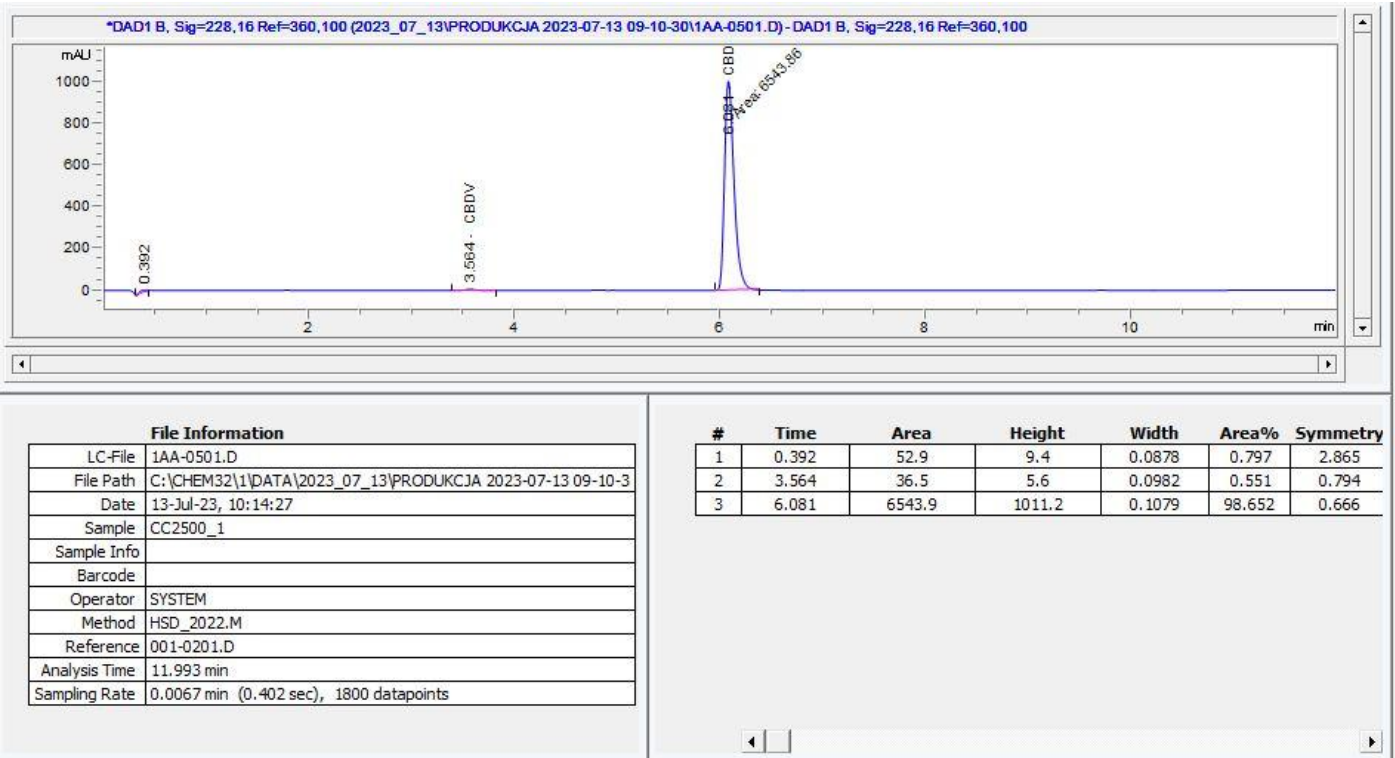 *DAD1 B, Sig=228,16 Ref=360,100 (2023_07_13\PRODUKCJA 2023-07-13 09-10-30\1AA-0501.D) - DAD1 B, Sig=228,16 Ref=360,100
mAU
1000
800
600
400
200
0
0.392
3.564 - CBDV
6.081 CBD
Area: 6543.86
2 4 6 8 10 min
File Information
LC-File 1AA-0501.D
File Path C:\CHEM32\1\DATA\2023_07_13\PRODUKCJA 2023-07-13 09-10-3
Date 13-Jul-23, 10:14:27
Sample CC2500_1
Sample Info
Barcode
Operator SYSTEM
Method HSD_2022.M
Reference 001-0201.D
Analysis Time 11.993 min
Sampling Rate 0.0067 min (0.402 sec), 1800 datapoints
# Time Area Height Width Area% Symmetry
1 0.392 52.9 9.4 0.0878 0.797 2.865
2 3.564 36.5 5.6 0.0982 0.551 0.794
3 6.081 6543.9 1011.2 0.1079 98.652 0.666